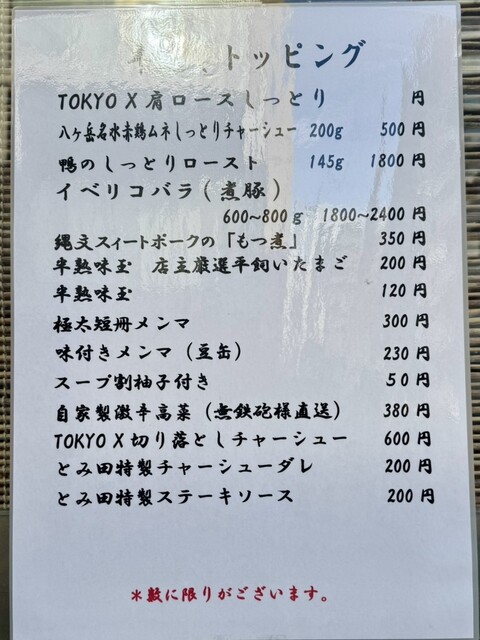 トッピング
TOKYO X 肩ロースしっとり 円
八ヶ岳名水赤鶏ムネしっとりチャーシュー 200g 500円
鴨のしっとりロースト 145g 1800円
イベリコバラ(煮豚)
600〜800g 1800〜2400円
縄文スィートポークの「もつ煮」 350円
半熟味玉 店主厳選平飼いたまご 200円
半熟味玉 120円
極太短冊メンマ 300円
味付きメンマ(豆缶) 230円
スープ割柚子付き 50円
自家製激辛高菜(無鉄砲様直送) 380円
TOKYO X 切り落としチャーシュー 600円
とみ田特製チャーシューダレ 200円
とみ田特製ステーキソース 200円
*数に限りがございます。